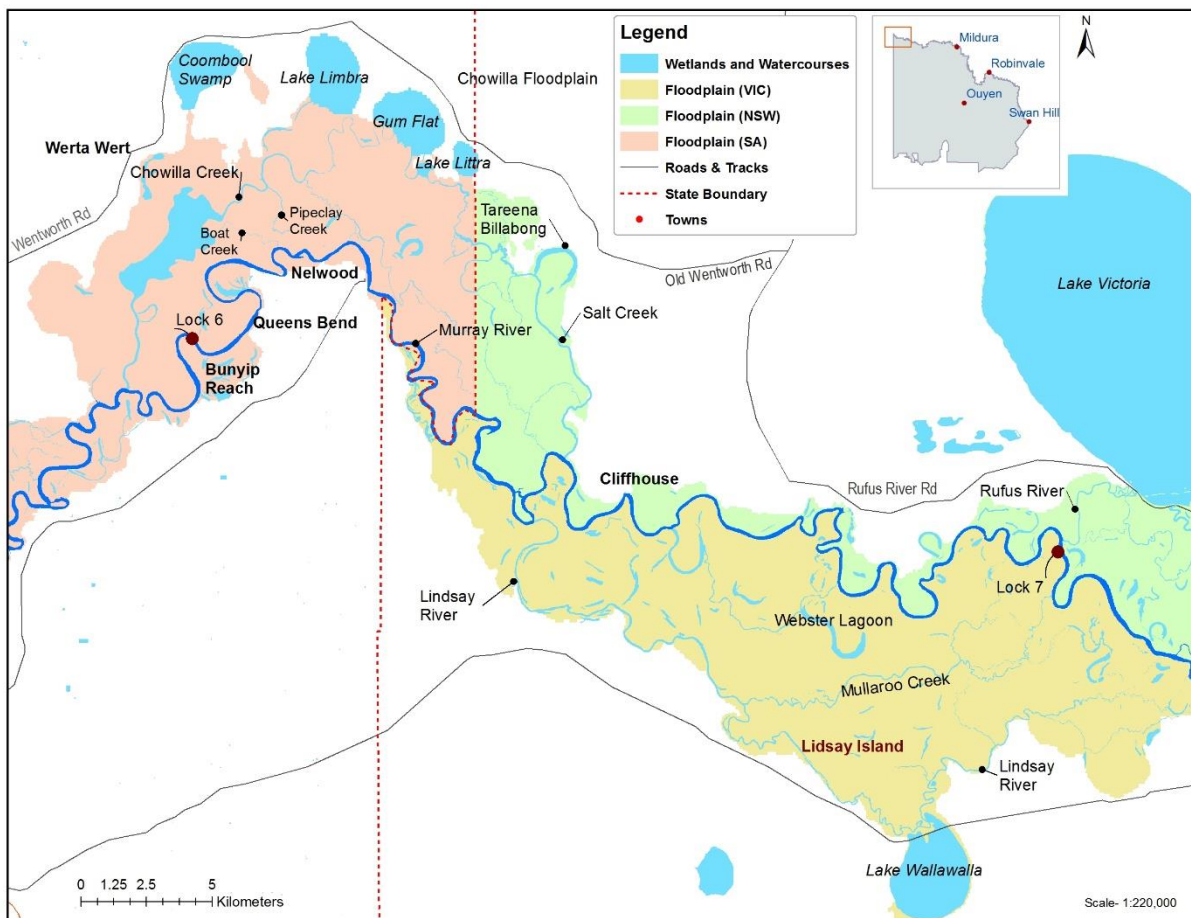 Coombool
Swamp
Lake Limbra
Gum Flat
Lake Littra
Chowilla Floodplain
Werta Wert
Chowilla Creek
Pipeclay
Creek
Boat
Creek
Wentworth Rd
Nelwood
Lock 6
Queens Bend
Bunyip
Reach
Murray River
Tareena
Billabong
Salt Creek
Old Wentworth Rd
Legend
Wetlands and Watercourses
Floodplain (VIC)
Floodplain (NSW)
Floodplain (SA)
Roads & Tracks
State Boundary
Towns
Mildura
Robinvale
Ouyen
Swan Hill
N
Lake Victoria
Cliffhouse
Rufus River Rd
Rufus River
Lock 7
Lindsay
River
Webster Lagoon
Mullaroo Creek
Lidsay Island
Lindsay
River
Lake Wallawalla
0 1.25 2.5 5
Kilometers
Scale- 1:220,000